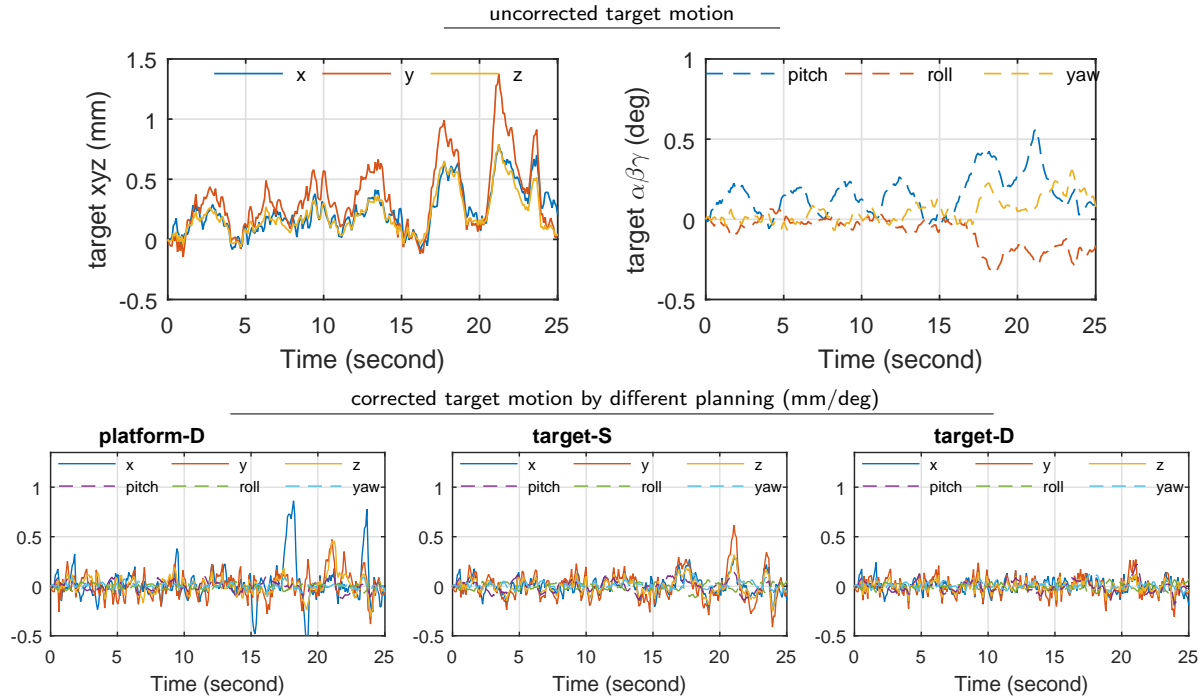 uncorrected target motion
target xyz (mm)
1.5
1
0.5
0
-0.5
x y z
0 5 10 15 20 25
Time (second)
target αβγ (deg)
1
0.5
0
-0.5
pitch roll yaw
0 5 10 15 20 25
Time (second)
corrected target motion by different planning (mm/deg)
platform-D
x y z
pitch roll yaw
1
0.5
0
-0.5
0 5 10 15 20 25
Time (second)
target-S
x y z
pitch roll yaw
1
0.5
0
-0.5
0 5 10 15 20 25
Time (second)
target-D
x y z
pitch roll yaw
1
0.5
0
-0.5
0 5 10 15 20 25
Time (second)